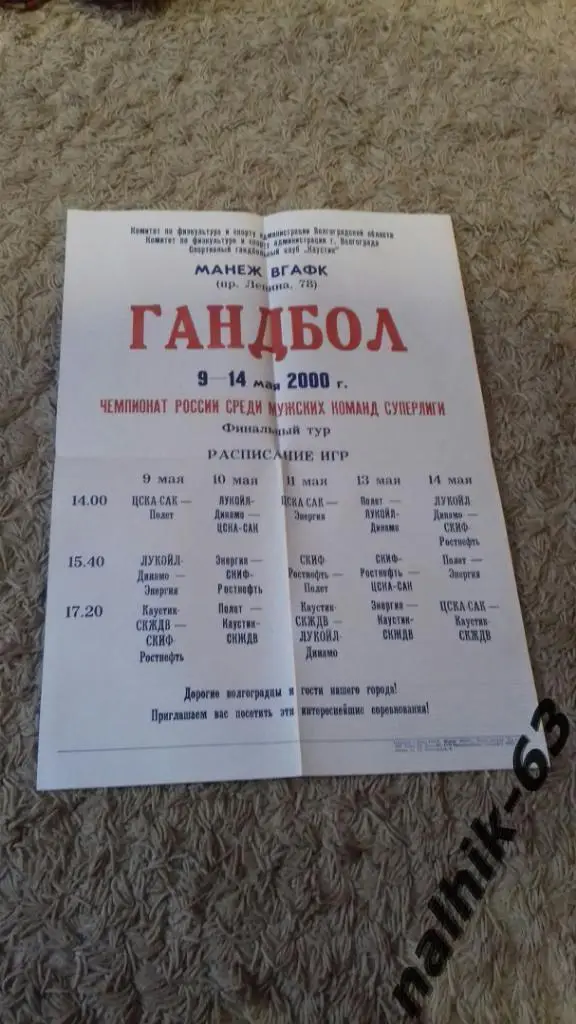 Комитет по физкультуре и спорту администрации Волгоградской области
Комитет по физкультуре и спорту администрации г. Волгограда
Спортивный гандбольный клуб "Каустик"
МАНЕЖ ВГАФК
(пр. Ленина, 78)
ГАНДБОЛ
9—14 мая 2000 г.
ЧЕМПИОНАТ РОССИИ СРЕДИ МУЖСКИХ КОМАНД СУПЕРЛИГИ
Финальный тур
РАСПИСАНИЕ ИГР
9 мая 10 мая 11 мая 13 мая 14 мая
14.00 ЦСКА-САК — ЛУКОЙЛ- ЦСКА-САК — Полет — ЛУКОЙЛ
Полет Динамо — Энергия ЛУКОЙЛ- Динамо —
ЦСКА-САН Динамо СКИФ-
Ростнефть
15.40 ЛУКОЙЛ- Энергия — СКИФ- СКИФ- Полет —
Динамо — СКИФ- Ростнефть — Ростнефть — Энергия
Энергия Ростнефть Полет ЦСКА-САН
17.20 Каустик- Полет — Каустик- Энергия — ЦСКА-САК —
СКЖДВ — Каустик- СКЖДВ — Каустик- Каустик-
СКИФ- СКЖДВ ЛУКОЙЛ- СКЖДВ СКЖДВ
Ростнефть Динамо
Дорогие волгоградцы и гости нашего города!
Приглашаем вас посетить эти интереснейшие соревнования!
nalhik-63